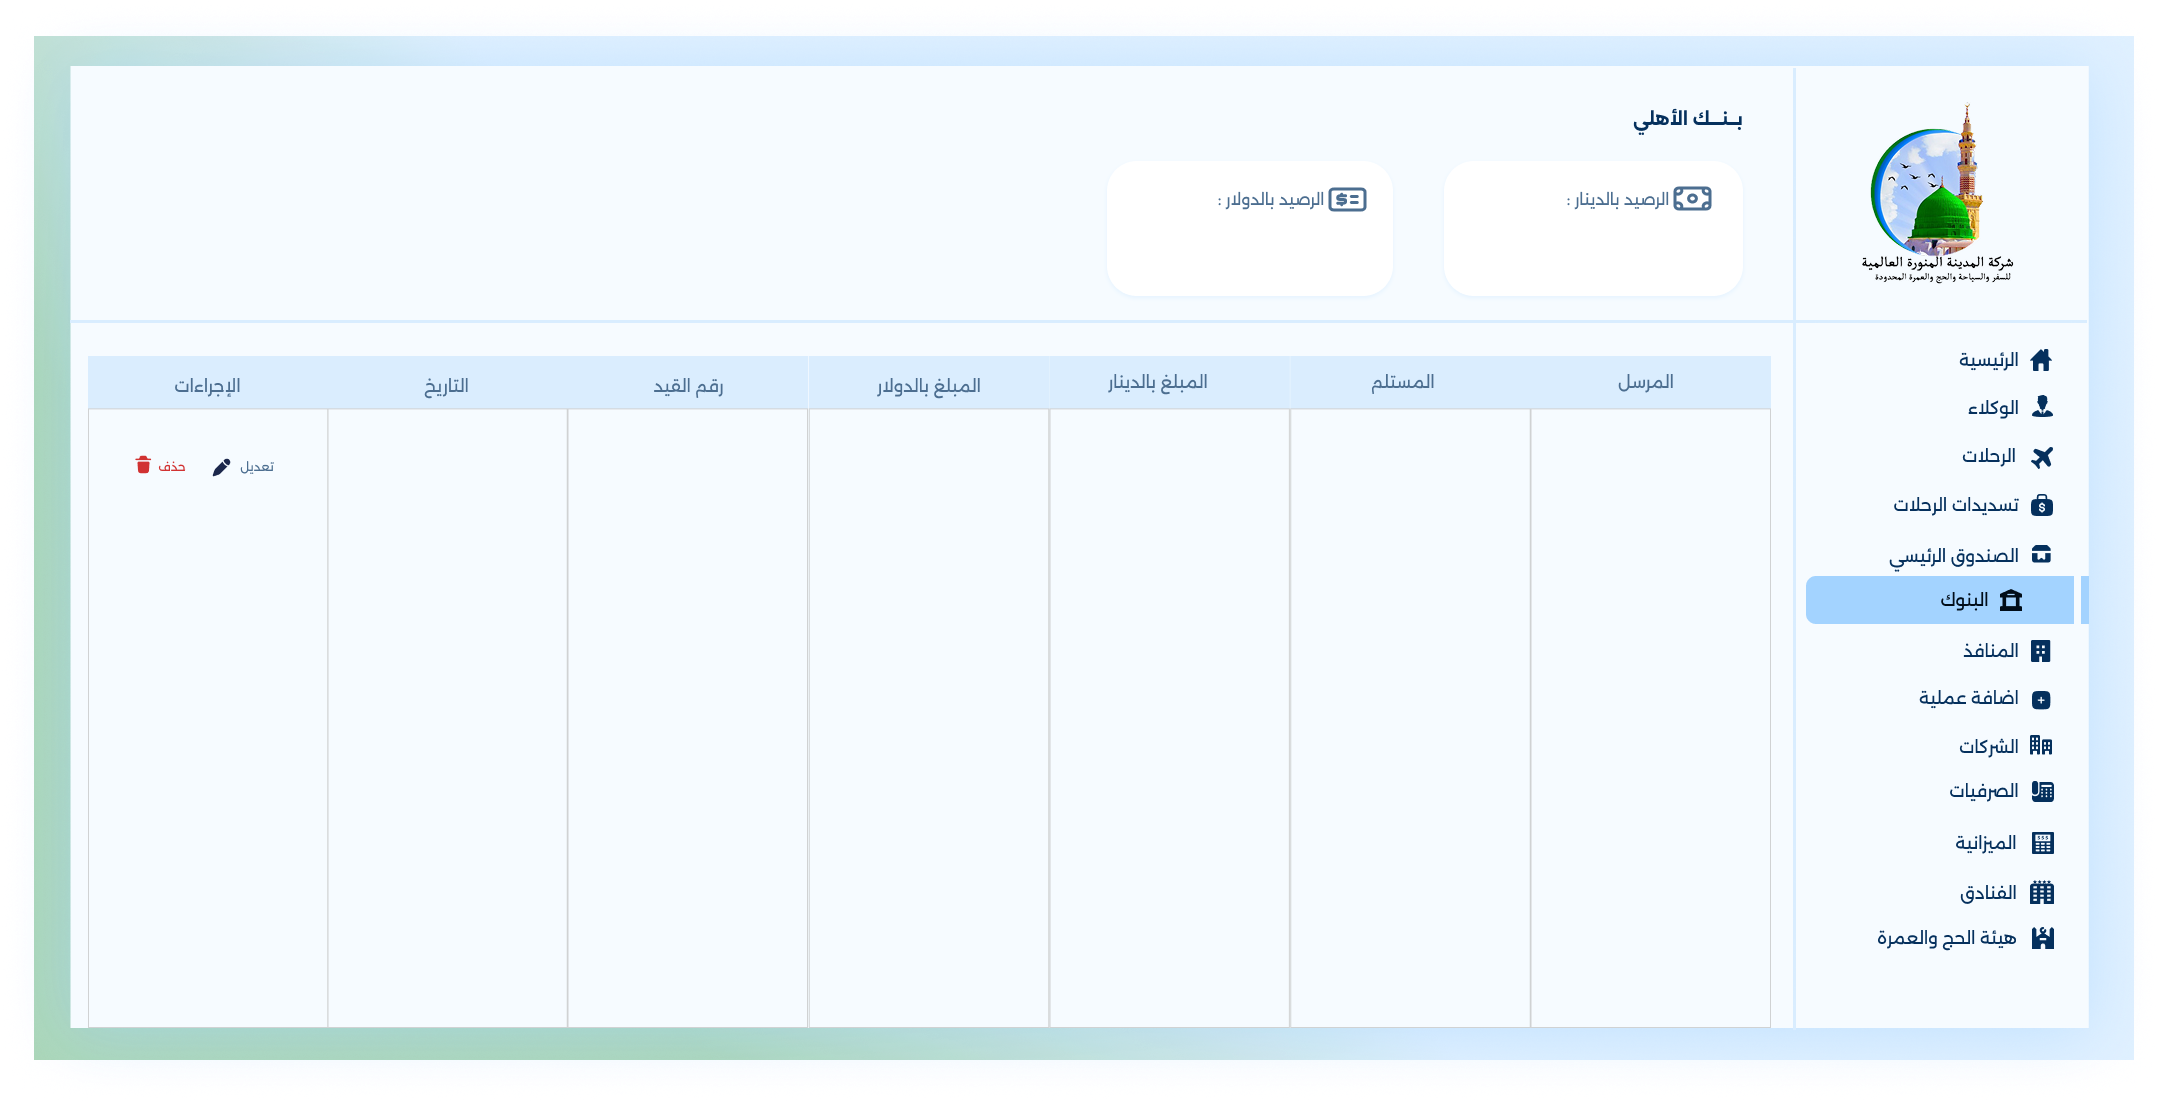 شركة المدينة المنورة العالمية
للسفر والسياحة والحج والعمرة المحدودة
الرئيسية
الوكلاء
الرحلات
تسديدات الرحلات
الصندوق الرئيسي
البنوك
المنافذ
اضافة عملية
الشركات
الصرفيات
الميزانية
الفنادق
هيئة الحج والعمرة
بـنــك الأهلي
الرصيد بالدينار :
الرصيد بالدولار :
المرسل
المستلم
المبلغ بالدينار
المبلغ بالدولار
رقم القيد
التاريخ
الإجراءات
تعديل
حذف